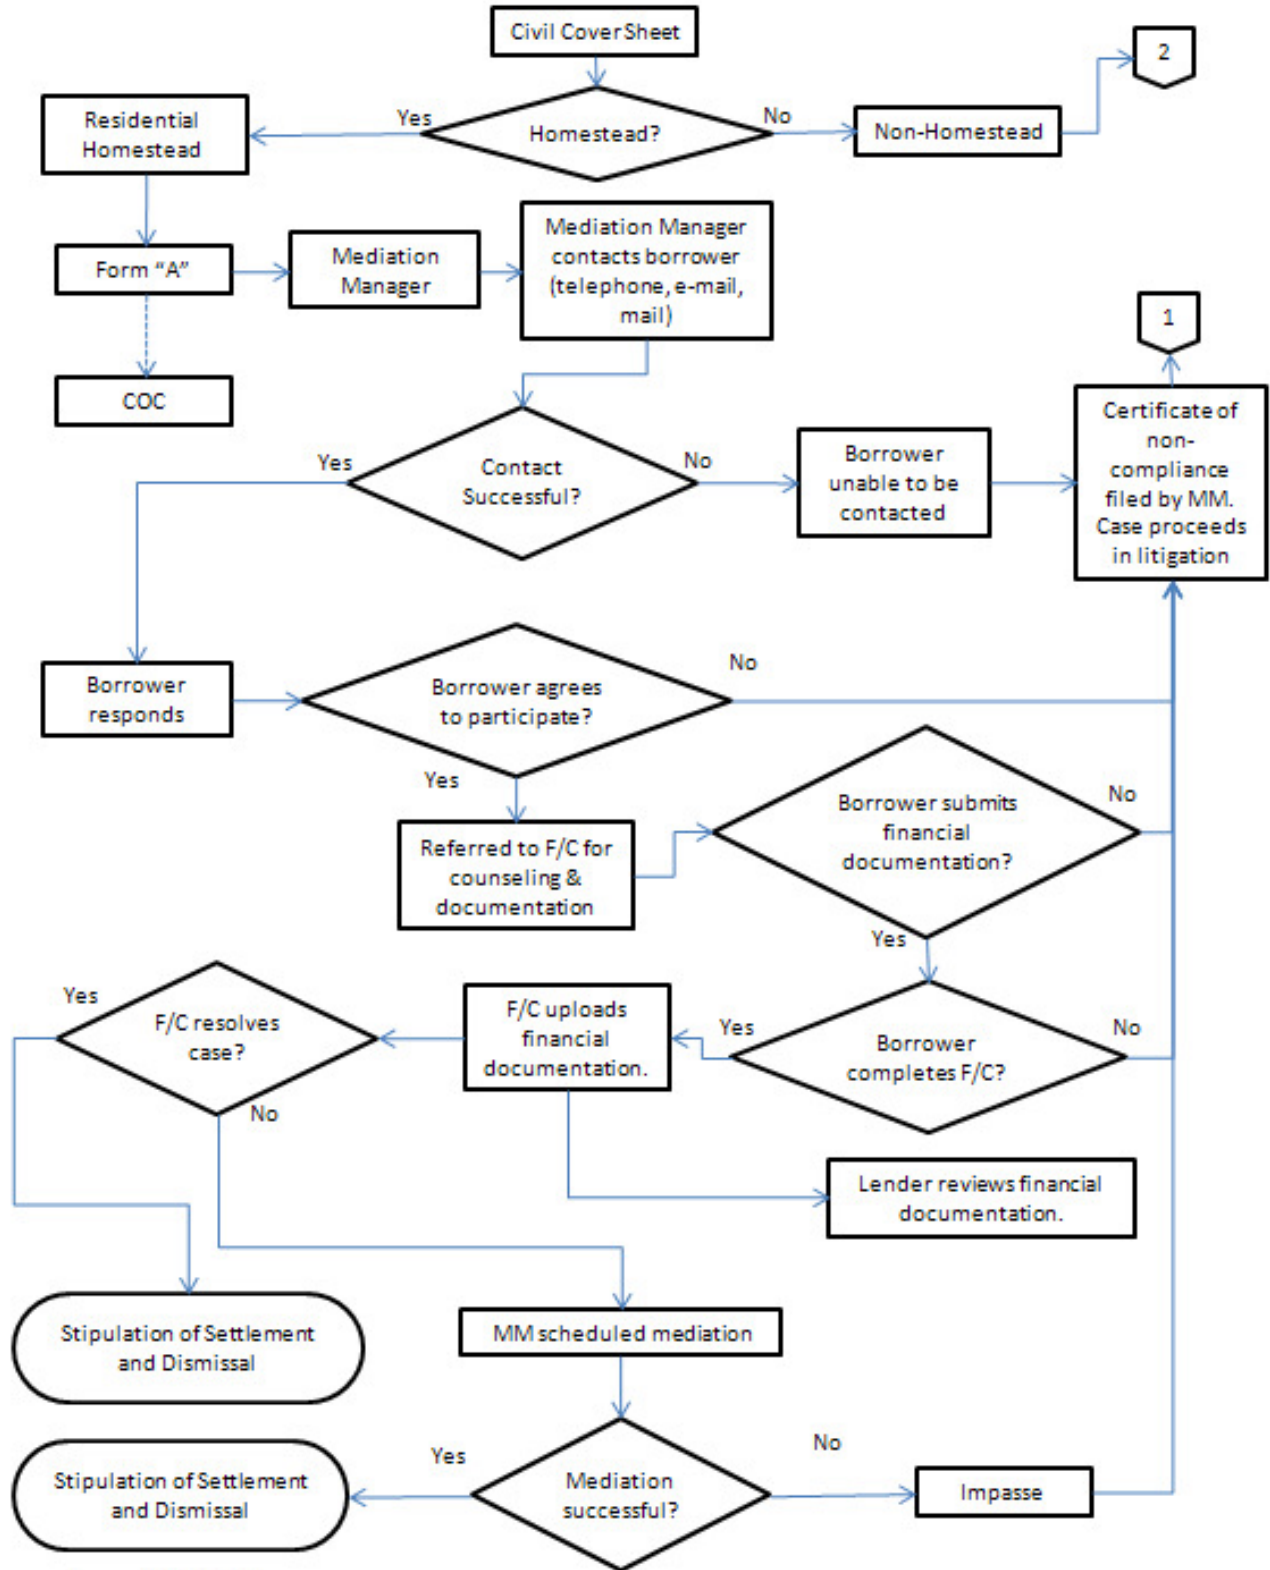 Civil Cover Sheet
2
Residential
Homestead
Yes
Homestead?
No
Non-Homestead
Form “A”
Mediation
Manager
Mediation Manager
contacts borrower
(telephone, e-mail,
mail)
1
COC
Yes
Contact
Successful?
No
Borrower
unable to be
contacted
Certificate of
non-
compliance
filed by MM.
Case proceeds
in litigation
Borrower
responds
Borrower agrees
to participate?
No
Yes
Referred to F/C for
counseling &
documentation
Borrower submits
financial
documentation?
No
Yes
Yes
F/C resolves
case?
No
F/C uploads
financial
documentation.
Yes
Borrower
completes F/C?
No
Lender reviews financial
documentation.
Stipulation of Settlement
and Dismissal
MM scheduled mediation
Stipulation of Settlement
and Dismissal
Yes
Mediation
successful?
No
Impasse